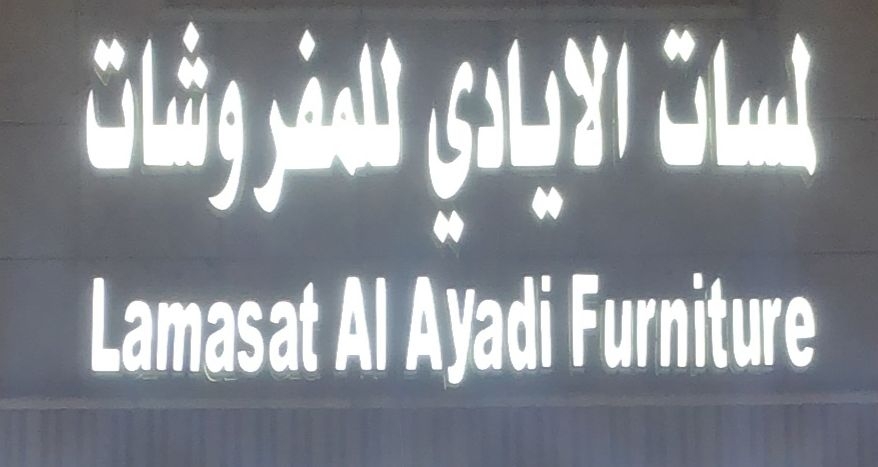 لمسات الايادي للمفروشات
Lamasat Al Ayadi Furniture